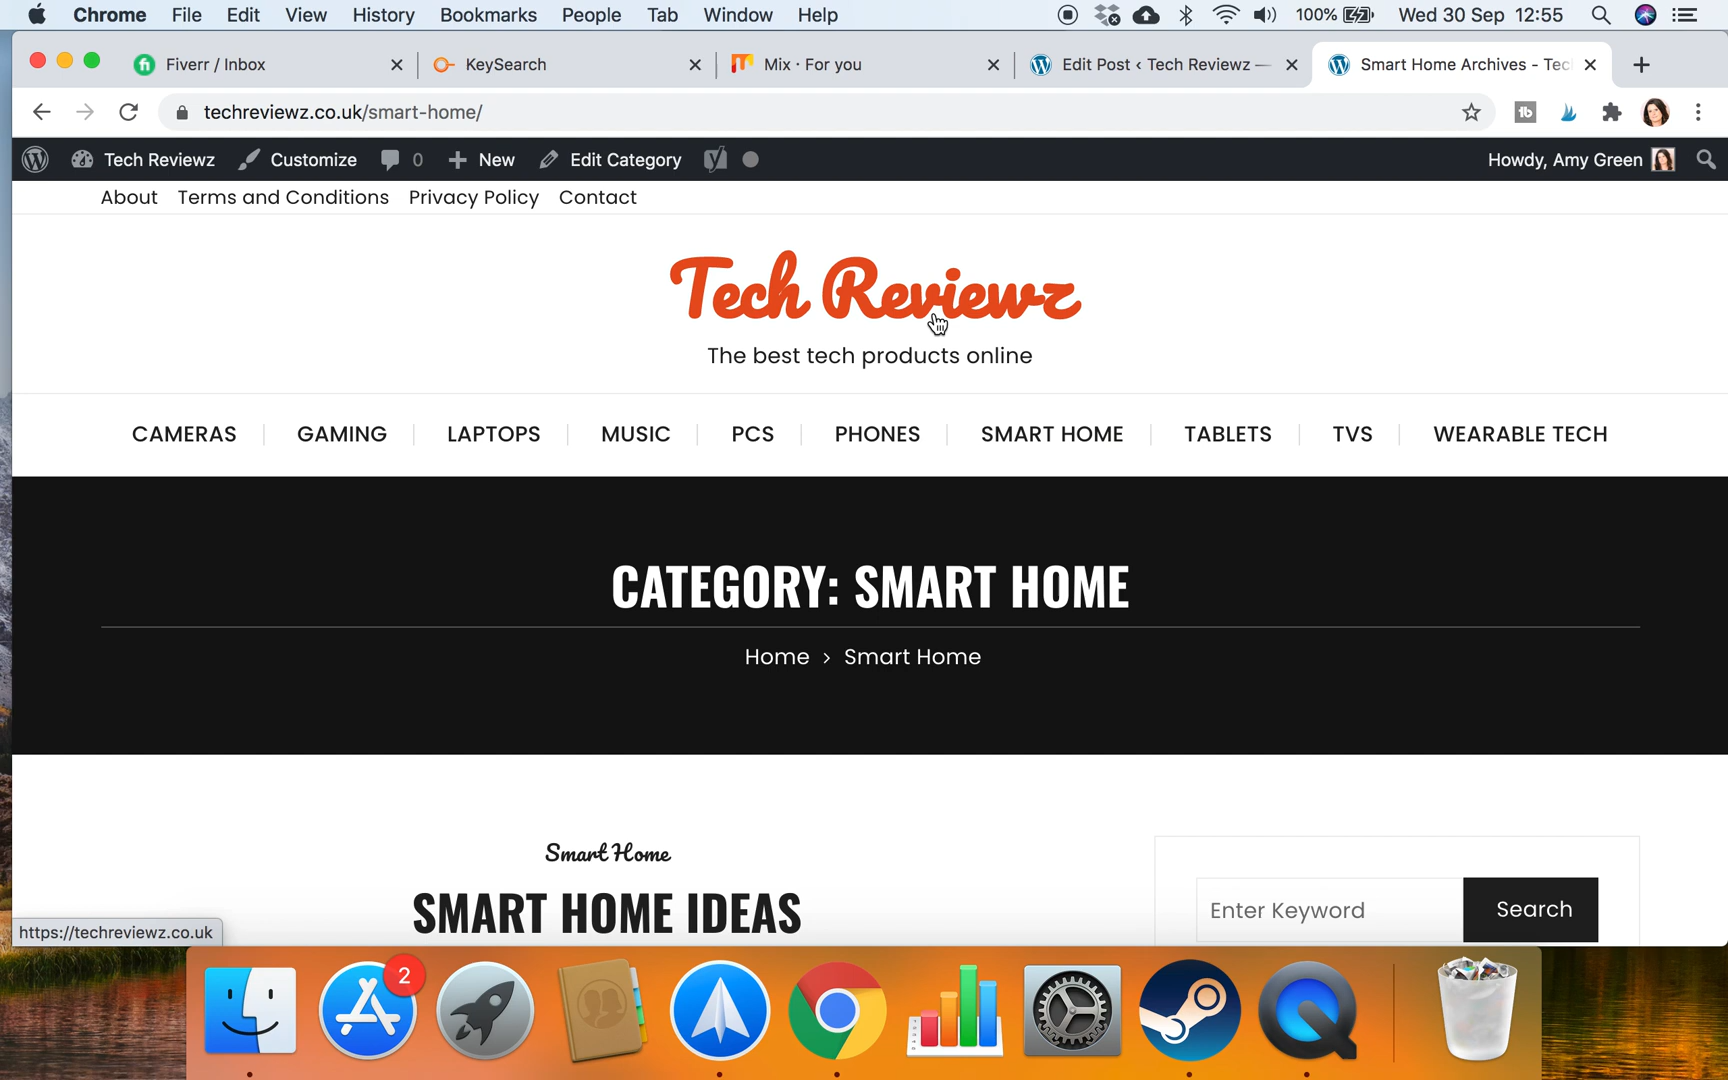 Chrome File Edit View History Bookmarks People Tab Window Help 100% Wed 30 Sep 12:55
Fiverr / Inbox KeySearch Mix · For you Edit Post ‹ Tech Reviewz — Smart Home Archives - Tec
techreviewz.co.uk/smart-home/
Tech Reviewz Customize 0 New Edit Category Howdy, Amy Green
About Terms and Conditions Privacy Policy Contact
Tech Reviewz
The best tech products online
CAMERAS GAMING LAPTOPS MUSIC PCS PHONES SMART HOME TABLETS TVS WEARABLE TECH
CATEGORY: SMART HOME
Home › Smart Home
Smart Home
SMART HOME IDEAS
Enter Keyword Search
https://techreviewz.co.uk
2